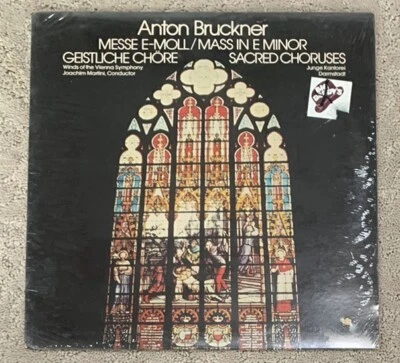 Anton Bruckner
MESSE E-MOLL/MASS IN E MINOR
GEISTLICHE CHÖRE SACRED CHORUSES
Winds of the Vienna Symphony Junge Kantorei
Joachim Martini, Conductor Darmstadt